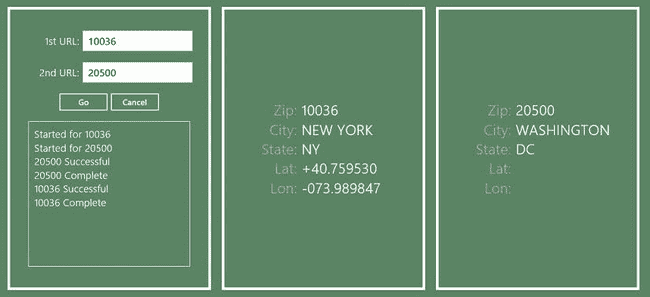 1st URL: 10036
2nd URL: 20500
Go Cancel
Started for 10036
Started for 20500
20500 Successful
20500 Complete
10036 Successful
10036 Complete
Zip: 10036
City: NEW YORK
State: NY
Lat: +40.759530
Lon: -073.989847
Zip: 20500
City: WASHINGTON
State: DC
Lat:
Lon: